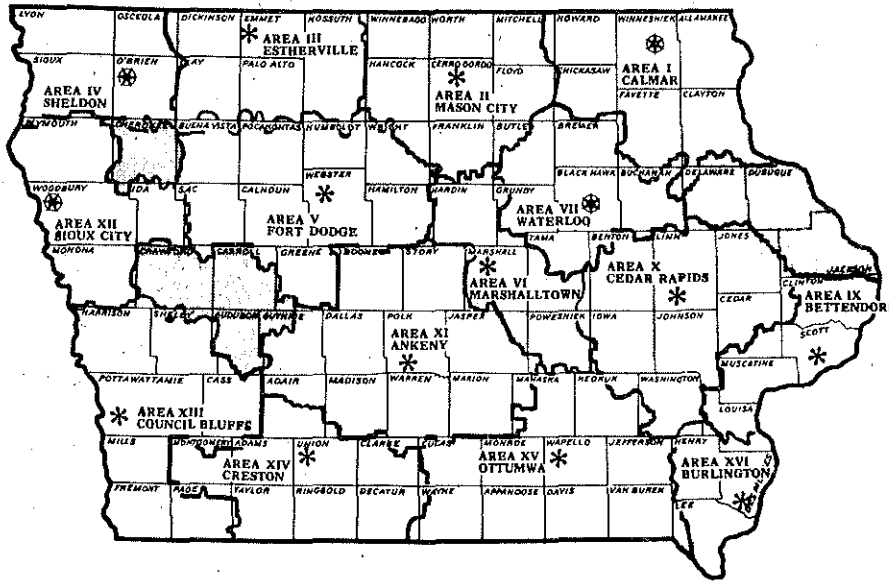 LYON OSCEOLA DICKINSON EMMET KOSSUTH WINNEBAGO WORTH MITCHELL HOWARD WINNESHIEK ALLAMAKEE
AREA III
ESTHERVILLE
SIOUX O'BRIEN CLAY PALO ALTO HANCOCK CERRO GORDO FLOYD CHICKASAW
AREA I
CALMAR
AREA IV
SHELDON
AREA II
MASON CITY
FAYETTE CLAYTON
PLYMOUTH CHEROKEE BUENA VISTA POCAHONTAS HUMBOLDT WRIGHT FRANKLIN BUTLER BREMER
WEBSTER
BLACK HAWK BUCHANAN DELAWARE DUBUQUE
WOODBURY IDA SAC CALHOUN HAMILTON HARDIN GRUNDY
AREA XII
SIOUX CITY
AREA V
FORT DODGE
AREA VII
WATERLOO
TAMA BENTON LINN JONES
MONONA CRAWFORD CARROLL GREENE BOONE STORY MARSHALL
AREA VI
MARSHALLTOWN
AREA X
CEDAR RAPIDS
JACKSON
CLINTON
CEDAR
AREA IX
BETTENDORF
HARRISON SHELBY AUDUBON GUTHRIE DALLAS POLK JASPER POWESHIEK IOWA JOHNSON
SCOTT
AREA XI
ANKENY
MUSCATINE
POTTAWATTAMIE CASS ADAIR MADISON WARREN MARION MAHASKA KEOKUK WASHINGTON
LOUISA
AREA XIII
COUNCIL BLUFFS
MILLS MONTGOMERY ADAMS UNION CLARKE LUCAS MONROE WAPELLO JEFFERSON HENRY
AREA XIV
CRESTON
AREA XV
OTTUMWA
AREA XVI
BURLINGTON
DES MOINES
FREMONT PAGE TAYLOR RINGGOLD DECATUR WAYNE APPANOOSE DAVIS VAN BUREN
LEE